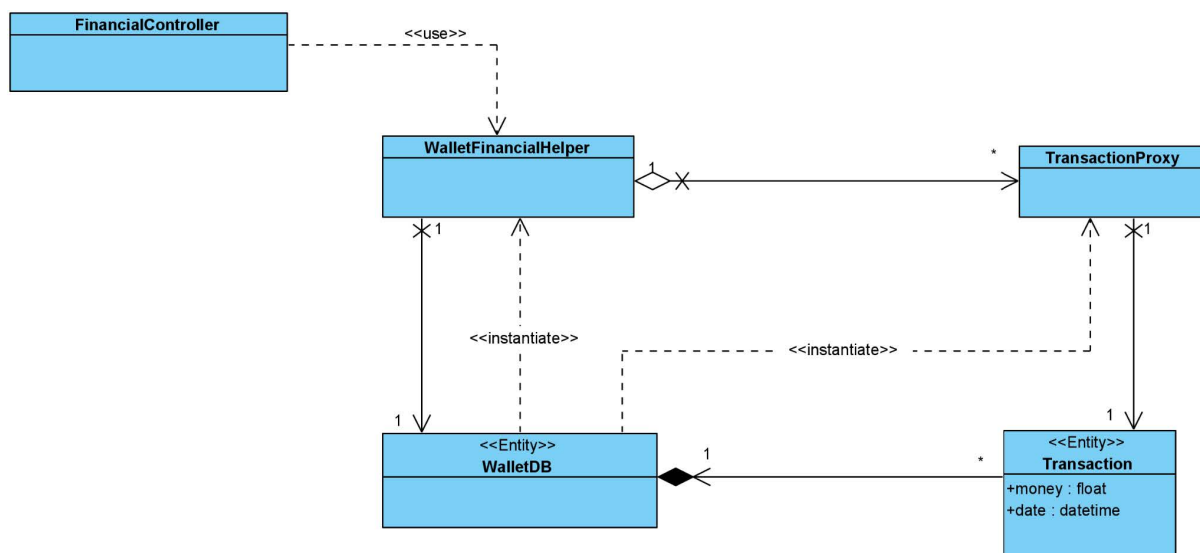 FinancialController
<<use>>
WalletFinancialHelper
1
*
TransactionProxy
1
1
<<instantiate>>
<<instantiate>>
1
1
<<Entity>>
WalletDB
1
*
<<Entity>>
Transaction
+money : float
+date : datetime